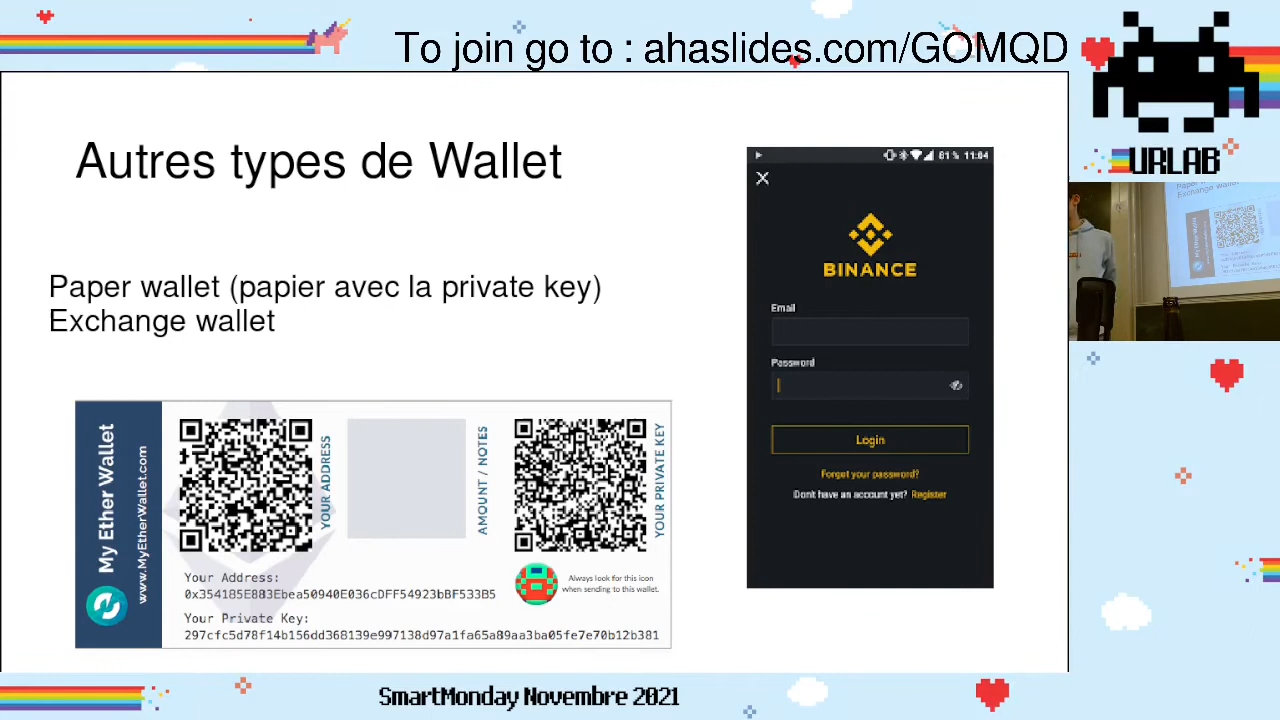 To join go to : ahaslides.com/GOMQD
URLAB
Autres types de Wallet
Paper wallet (papier avec la private key)
Exchange wallet
My Ether Wallet
www.MyEtherWallet.com
YOUR ADDRESS
AMOUNT / NOTES
YOUR PRIVATE KEY
Your Address:
0x354185E883Ebea50940E036cDFF54923bBF533B5
Always look for this icon
when sending to this wallet.
Your Private Key:
297cfc5d78f14b156dd368139e997138d97a1fa65a89aa3ba05fe7e70b12b381
81% 11:04
BINANCE
Email
Password
Login
Forgot your password?
Don't have an account yet? Register
SmartMonday Novembre 2021